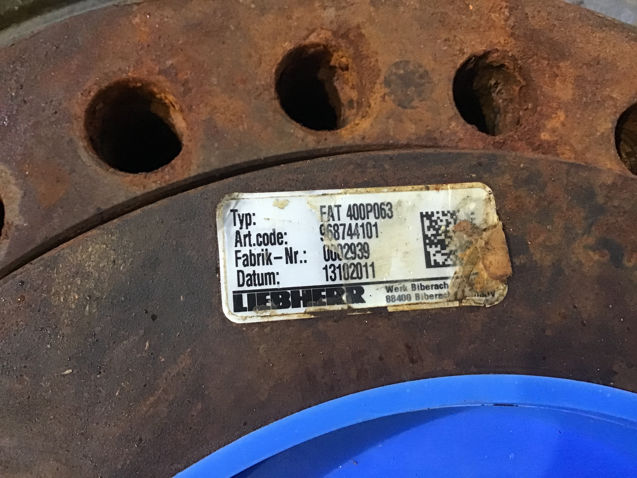 Typ: FAT 400P063
Art.code: 968744101
Fabrik-Nr.: 0002939
Datum: 13102011
LIEBHERR
Werk Biberach
88400 Biberach